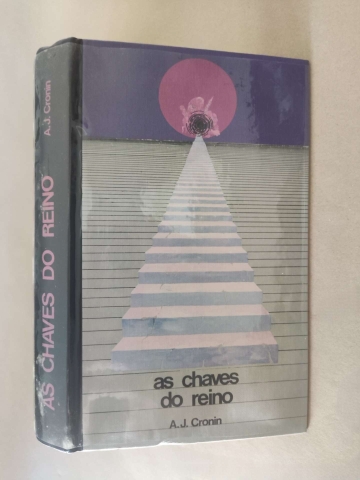 AS CHAVES DO REINO
A.J. Cronin
as chaves
do reino
A.J. Cronin